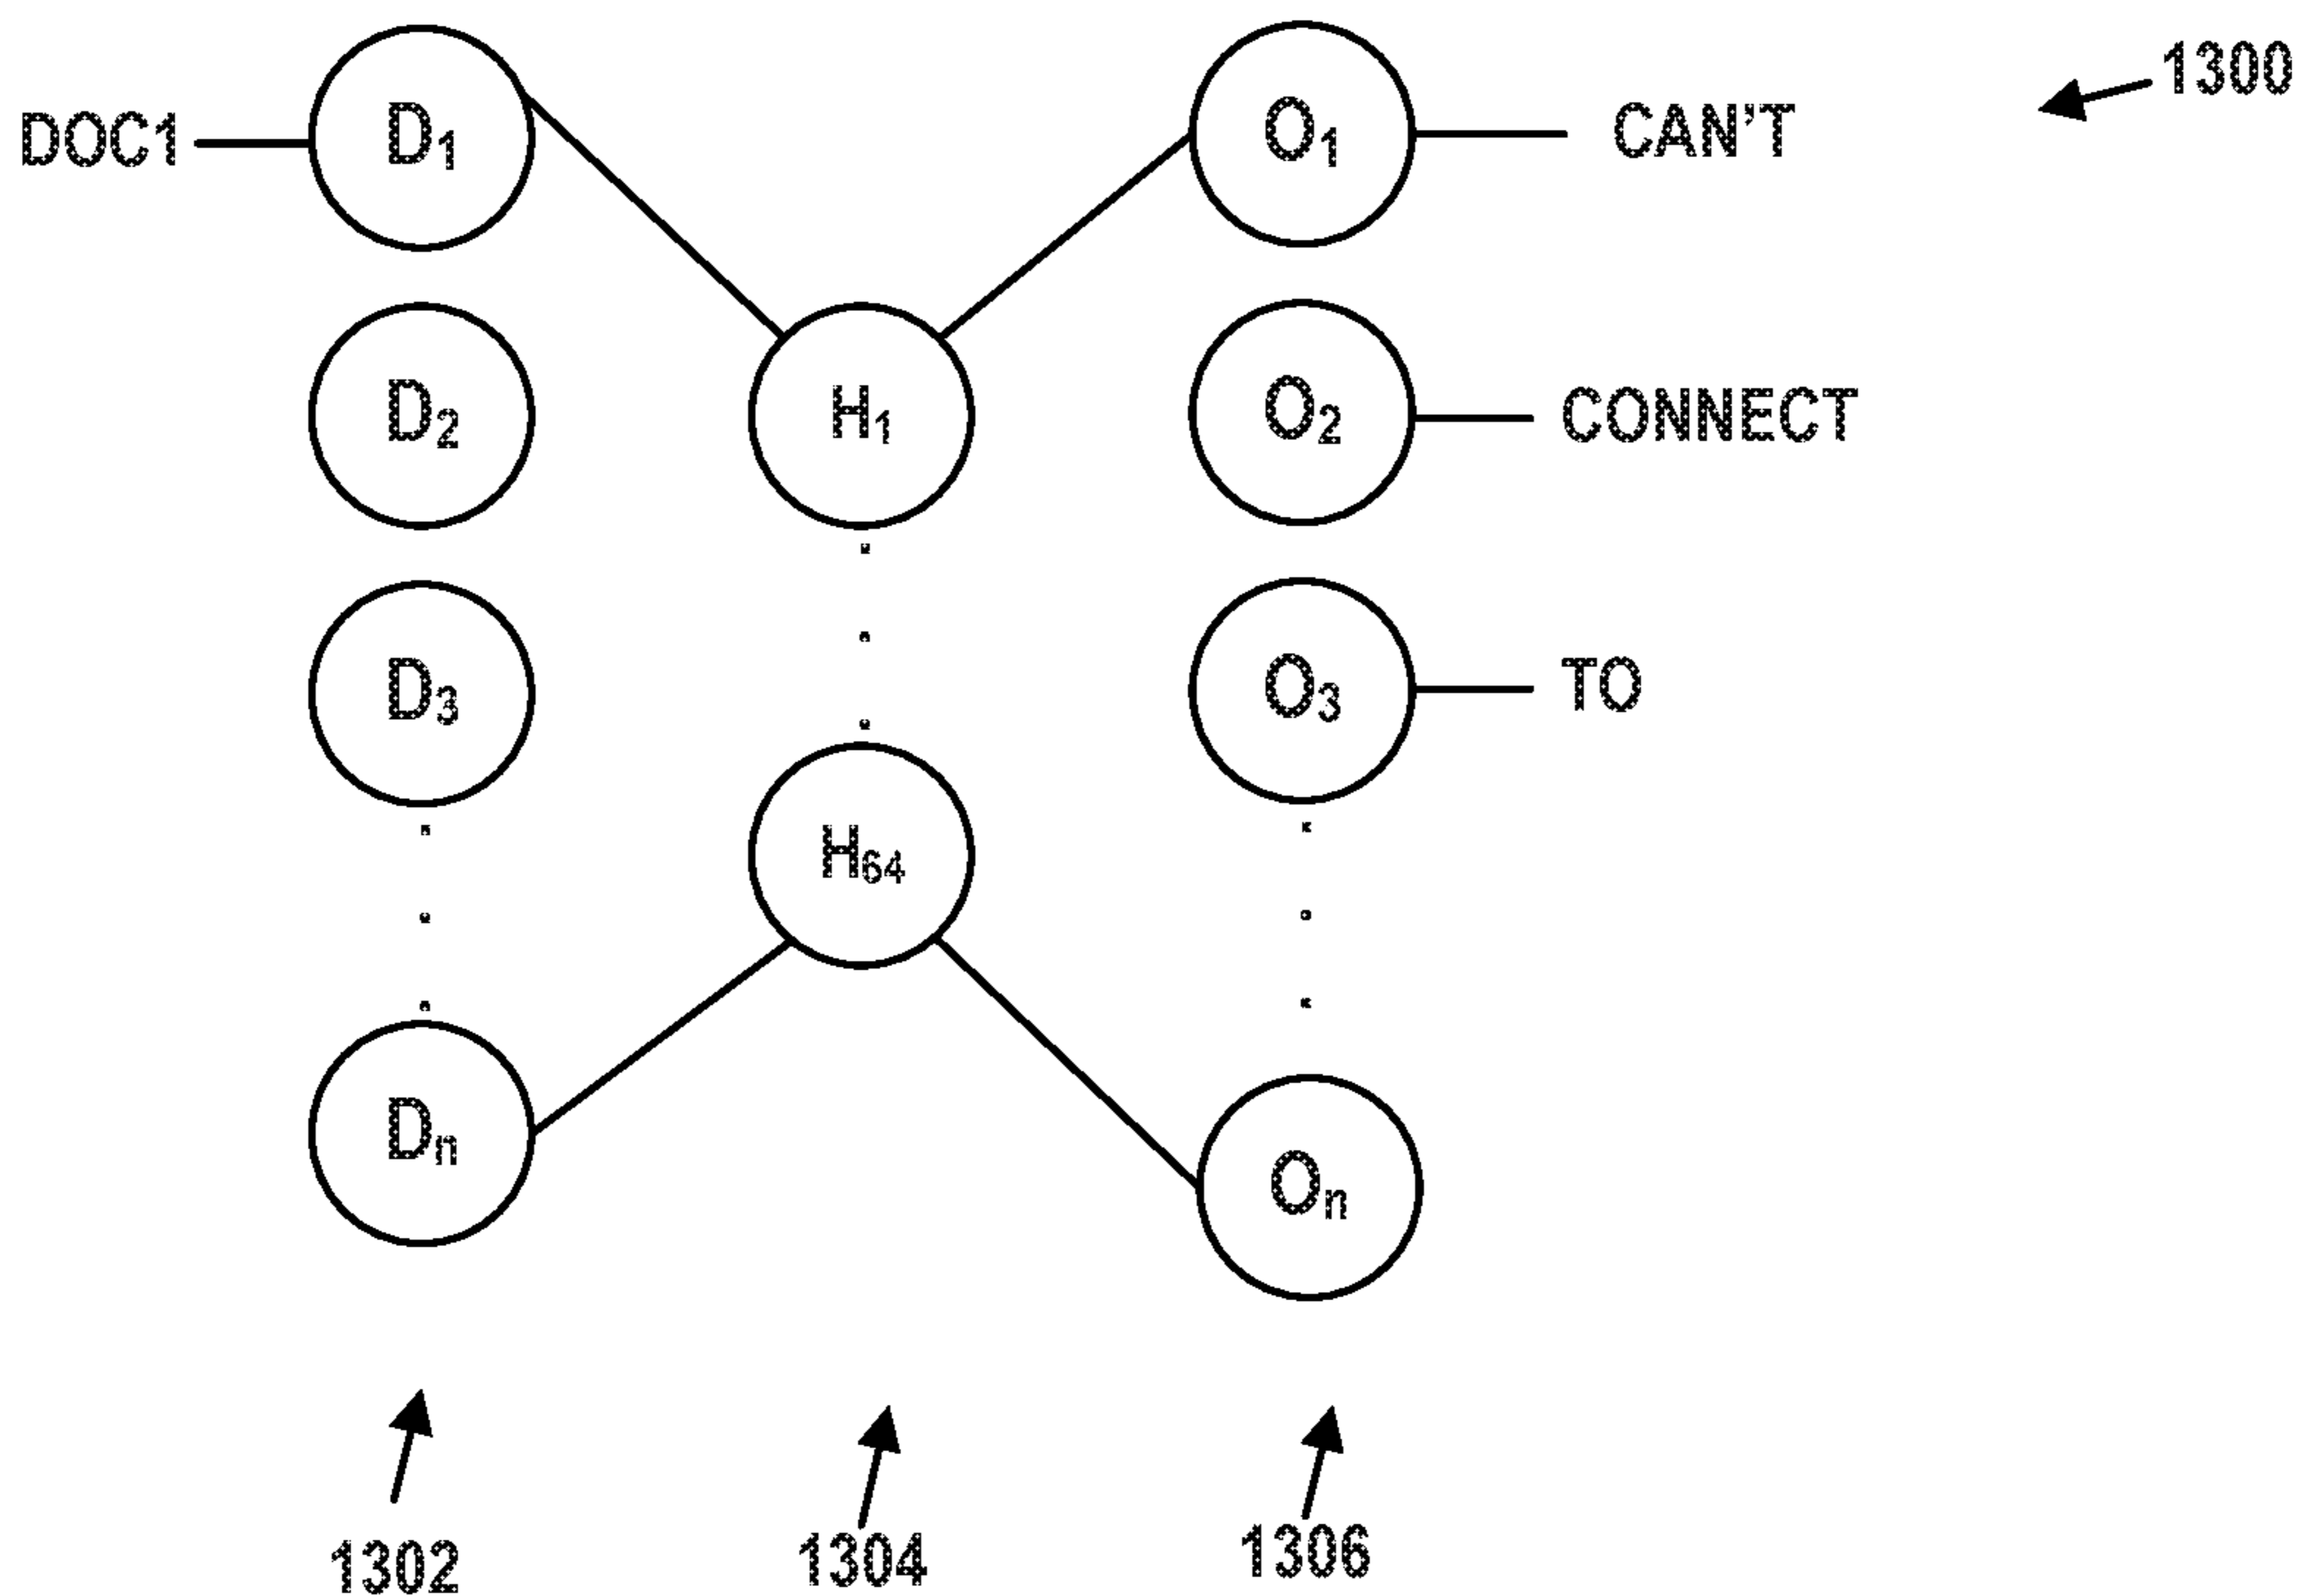 1300
DOC1 D₁ O₁ CAN'T
D₂ H₁ O₂ CONNECT
D₃ O₃ TO
H₆₄
Dₙ Oₙ
1302 1304 1306